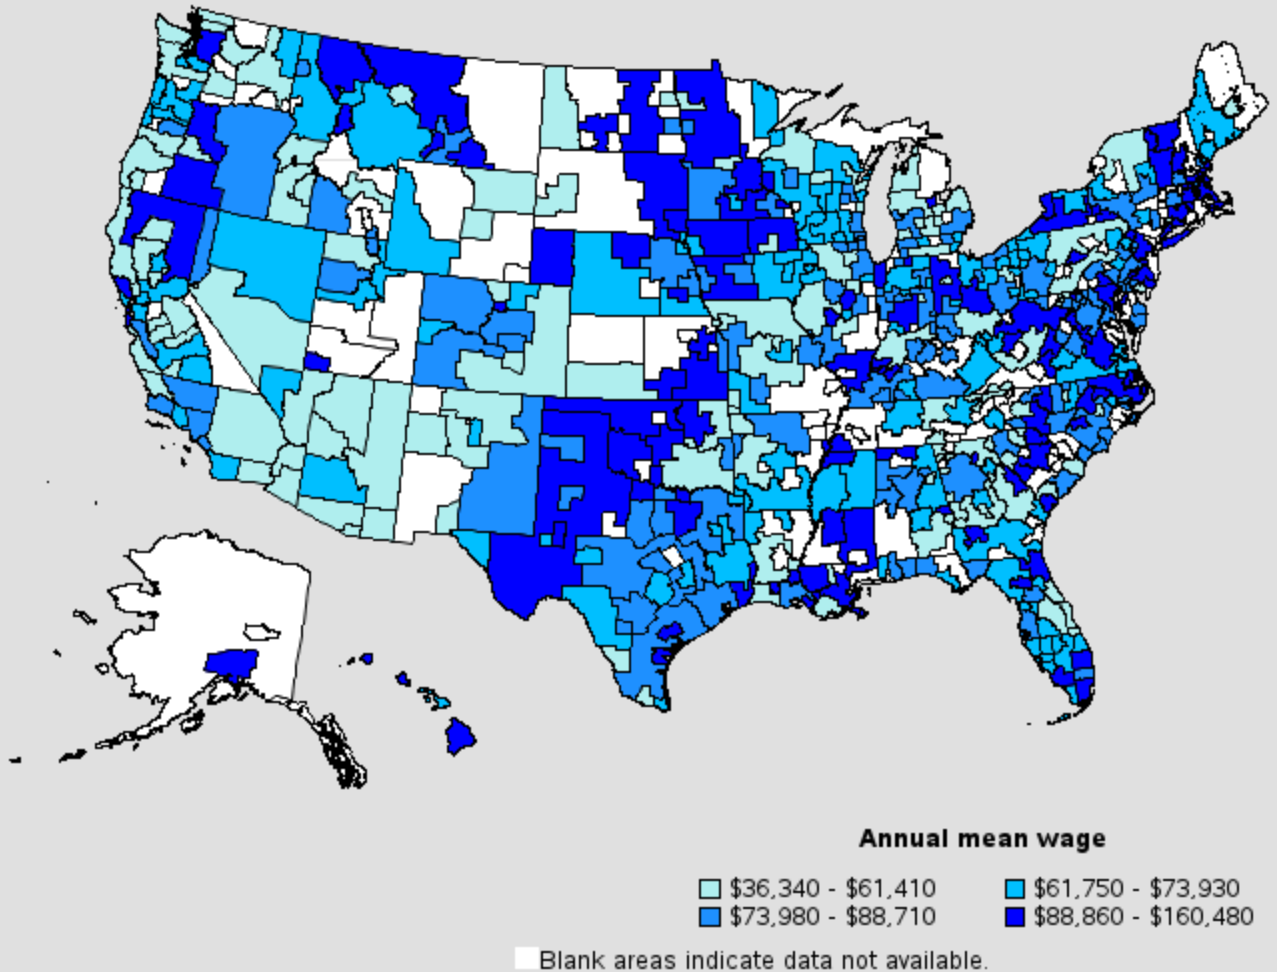 Annual mean wage
$36,340 - $61,410
$61,750 - $73,930
$73,980 - $88,710
$88,860 - $160,480
Blank areas indicate data not available.